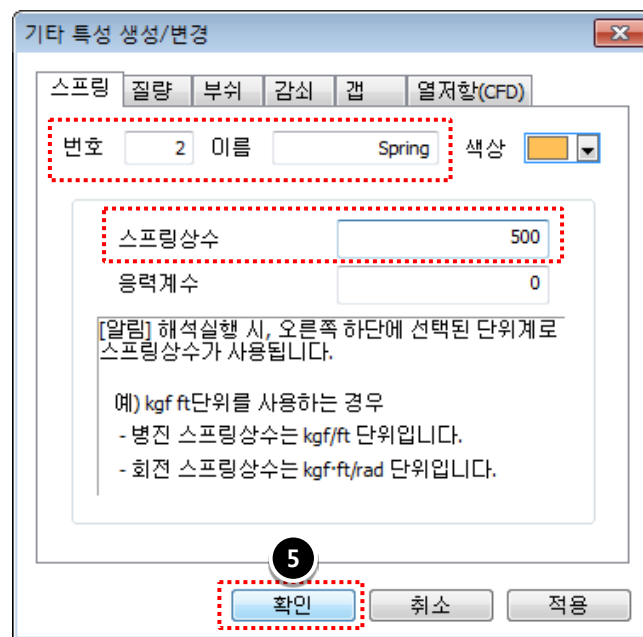 기타 특성 생성/변경
스프링 질량 부쉬 감쇠 갭 열저항(CFD)
번호 2 이름 Spring 색상
스프링상수 500
응력계수 0
[알림] 해석실행 시, 오른쪽 하단에 선택된 단위계로
스프링상수가 사용됩니다.
예) kgf ft단위를 사용하는 경우
- 병진 스프링상수는 kgf/ft 단위입니다.
- 회전 스프링상수는 kgf·ft/rad 단위입니다.
5
확인 취소 적용